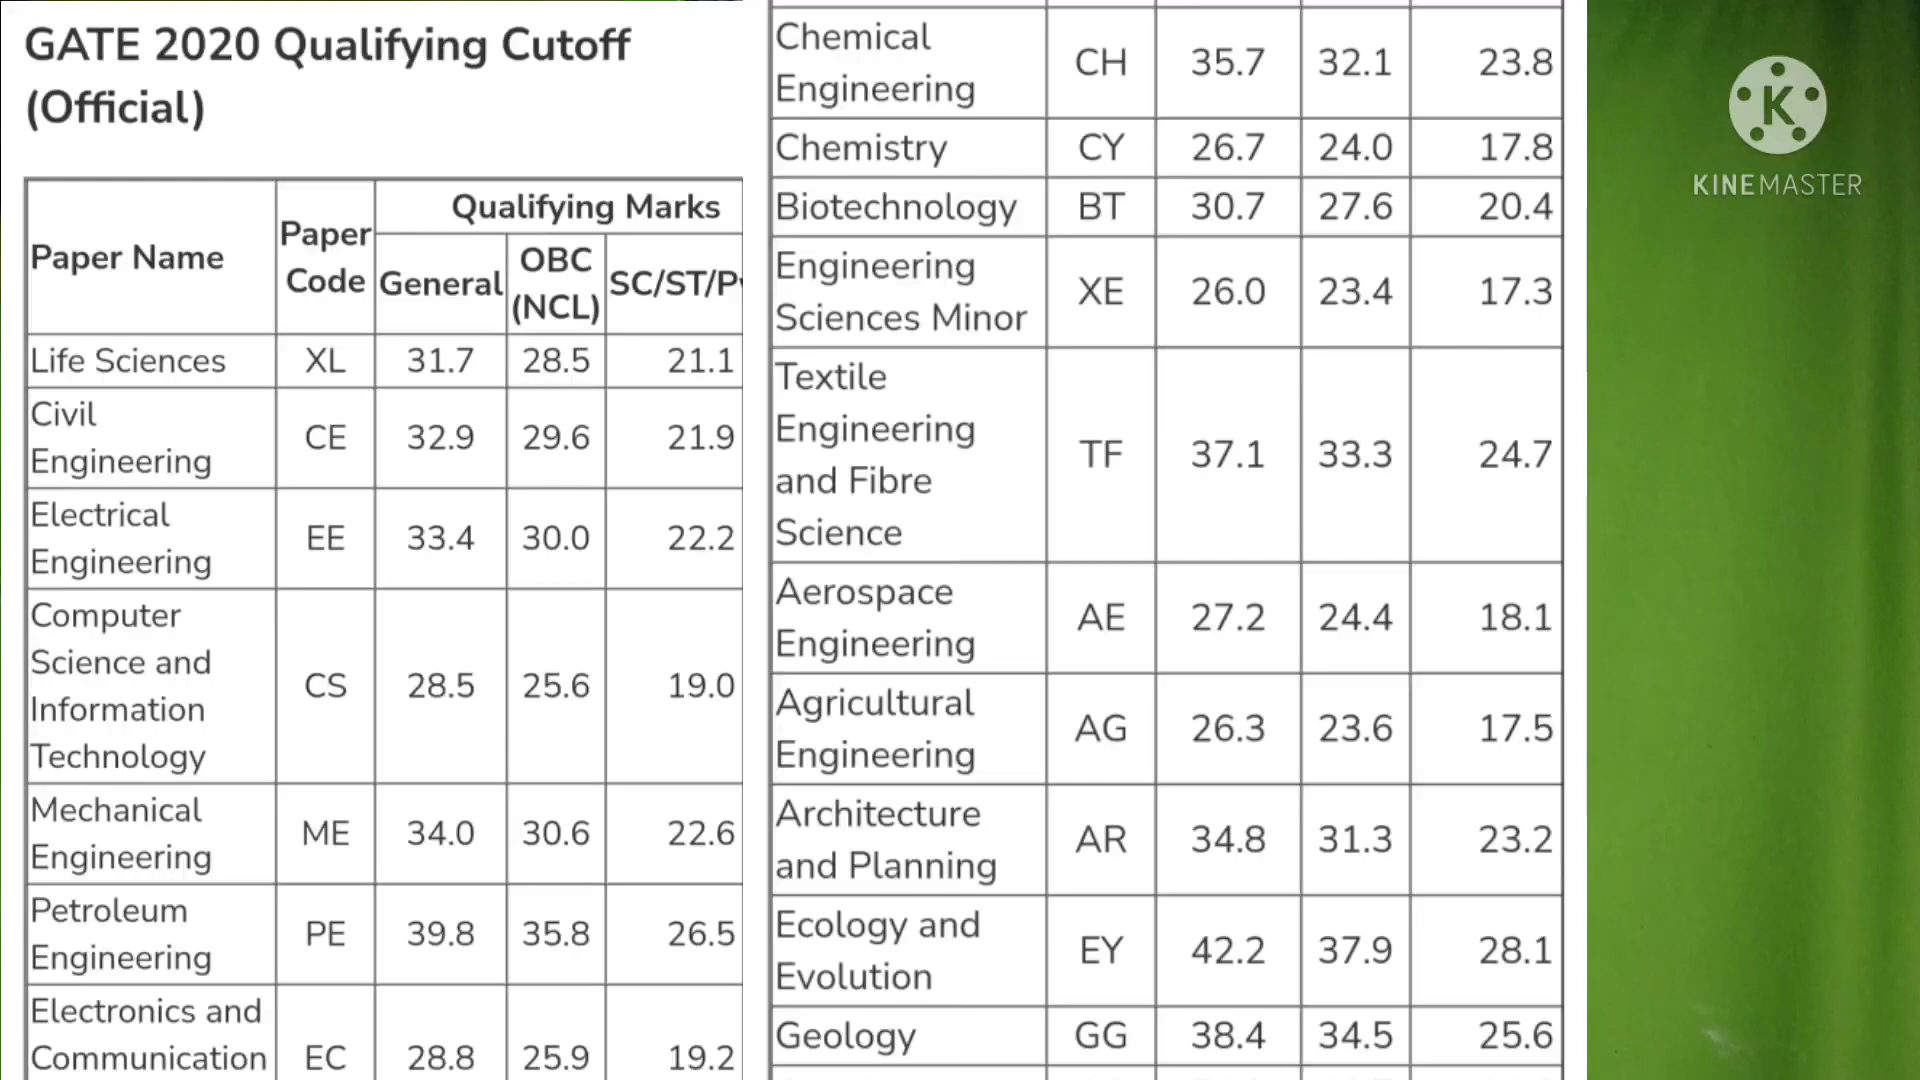 GATE 2020 Qualifying Cutoff
(Official)
Paper Name
Paper
Code
Qualifying Marks
General
OBC
(NCL)
SC/ST/P
Life Sciences XL 31.7 28.5 21.1
Civil
Engineering CE 32.9 29.6 21.9
Electrical
Engineering EE 33.4 30.0 22.2
Computer
Science and
Information
Technology CS 28.5 25.6 19.0
Mechanical
Engineering ME 34.0 30.6 22.6
Petroleum
Engineering PE 39.8 35.8 26.5
Electronics and
Communication EC 28.8 25.9 19.2
Chemical
Engineering CH 35.7 32.1 23.8
Chemistry CY 26.7 24.0 17.8
Biotechnology BT 30.7 27.6 20.4
Engineering
Sciences Minor XE 26.0 23.4 17.3
Textile
Engineering
and Fibre
Science TF 37.1 33.3 24.7
Aerospace
Engineering AE 27.2 24.4 18.1
Agricultural
Engineering AG 26.3 23.6 17.5
Architecture
and Planning AR 34.8 31.3 23.2
Ecology and
Evolution EY 42.2 37.9 28.1
Geology GG 38.4 34.5 25.6
K
KINEMASTER